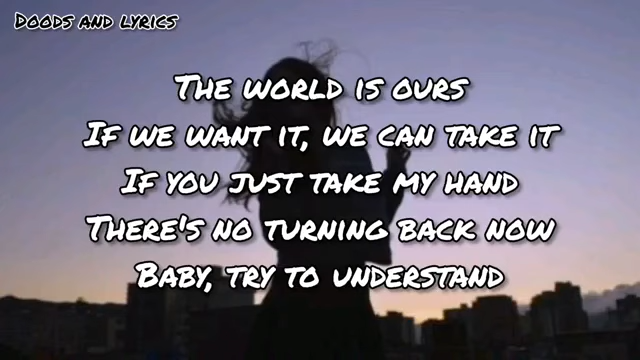 Doods and lyrics
The world is ours
If we want it, we can take it
If you just take my hand
There's no turning back now
Baby, try to understand